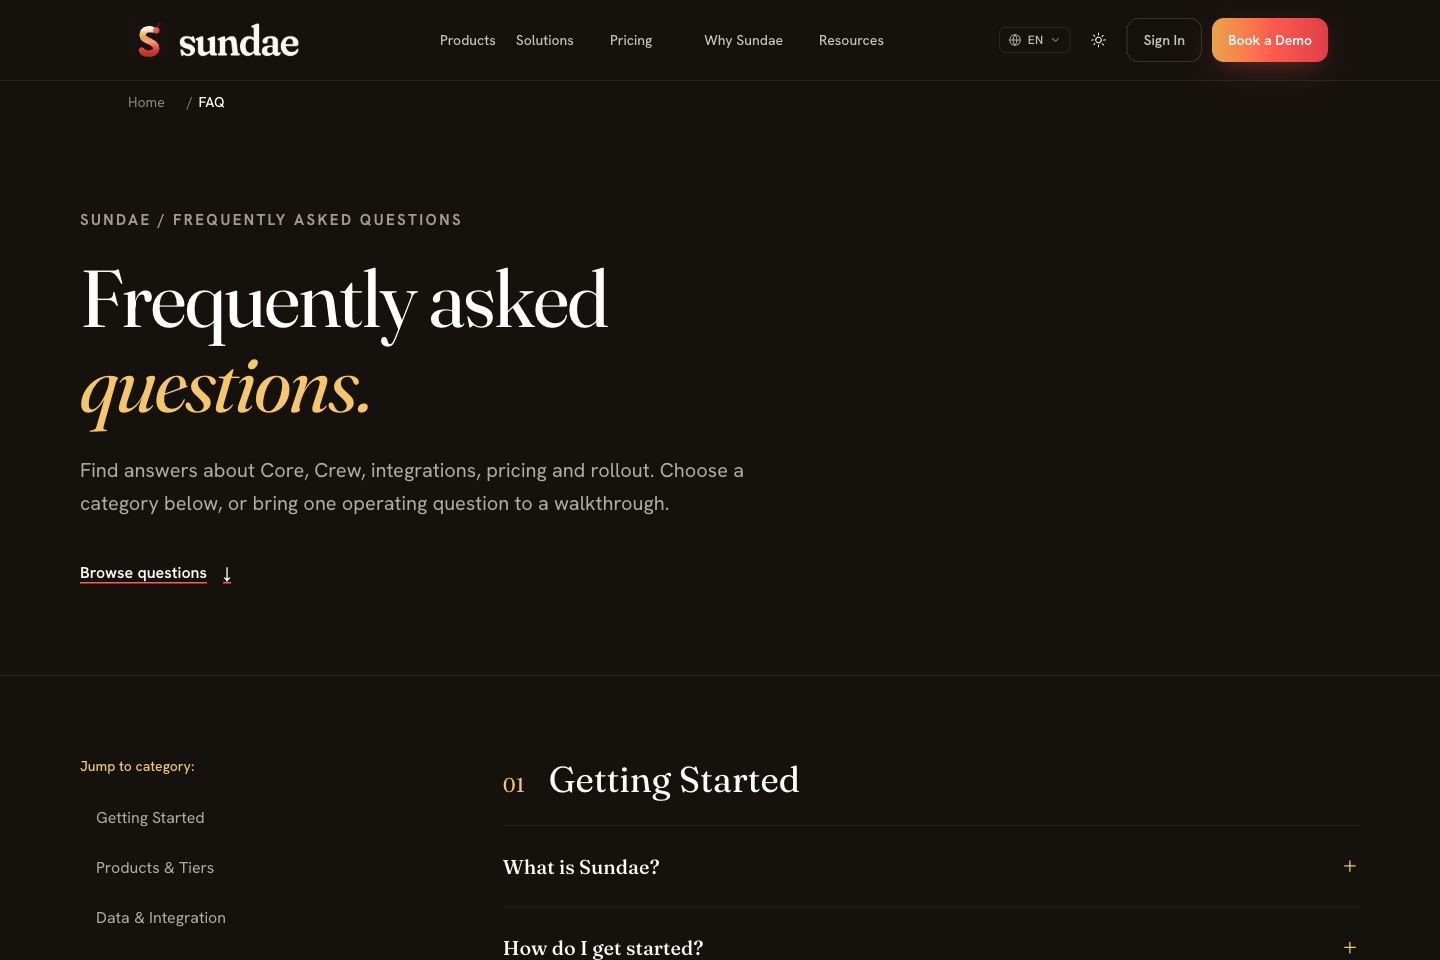 sundae
Products
Solutions
Pricing
Why Sundae
Resources
EN
Sign In
Book a Demo
Home / FAQ
SUNDAE / FREQUENTLY ASKED QUESTIONS
Frequently asked
questions.
Find answers about Core, Crew, integrations, pricing and rollout. Choose a
category below, or bring one operating question to a walkthrough.
Browse questions ↓
Jump to category:
Getting Started
Products & Tiers
Data & Integration
01 Getting Started
What is Sundae? +
How do I get started? +